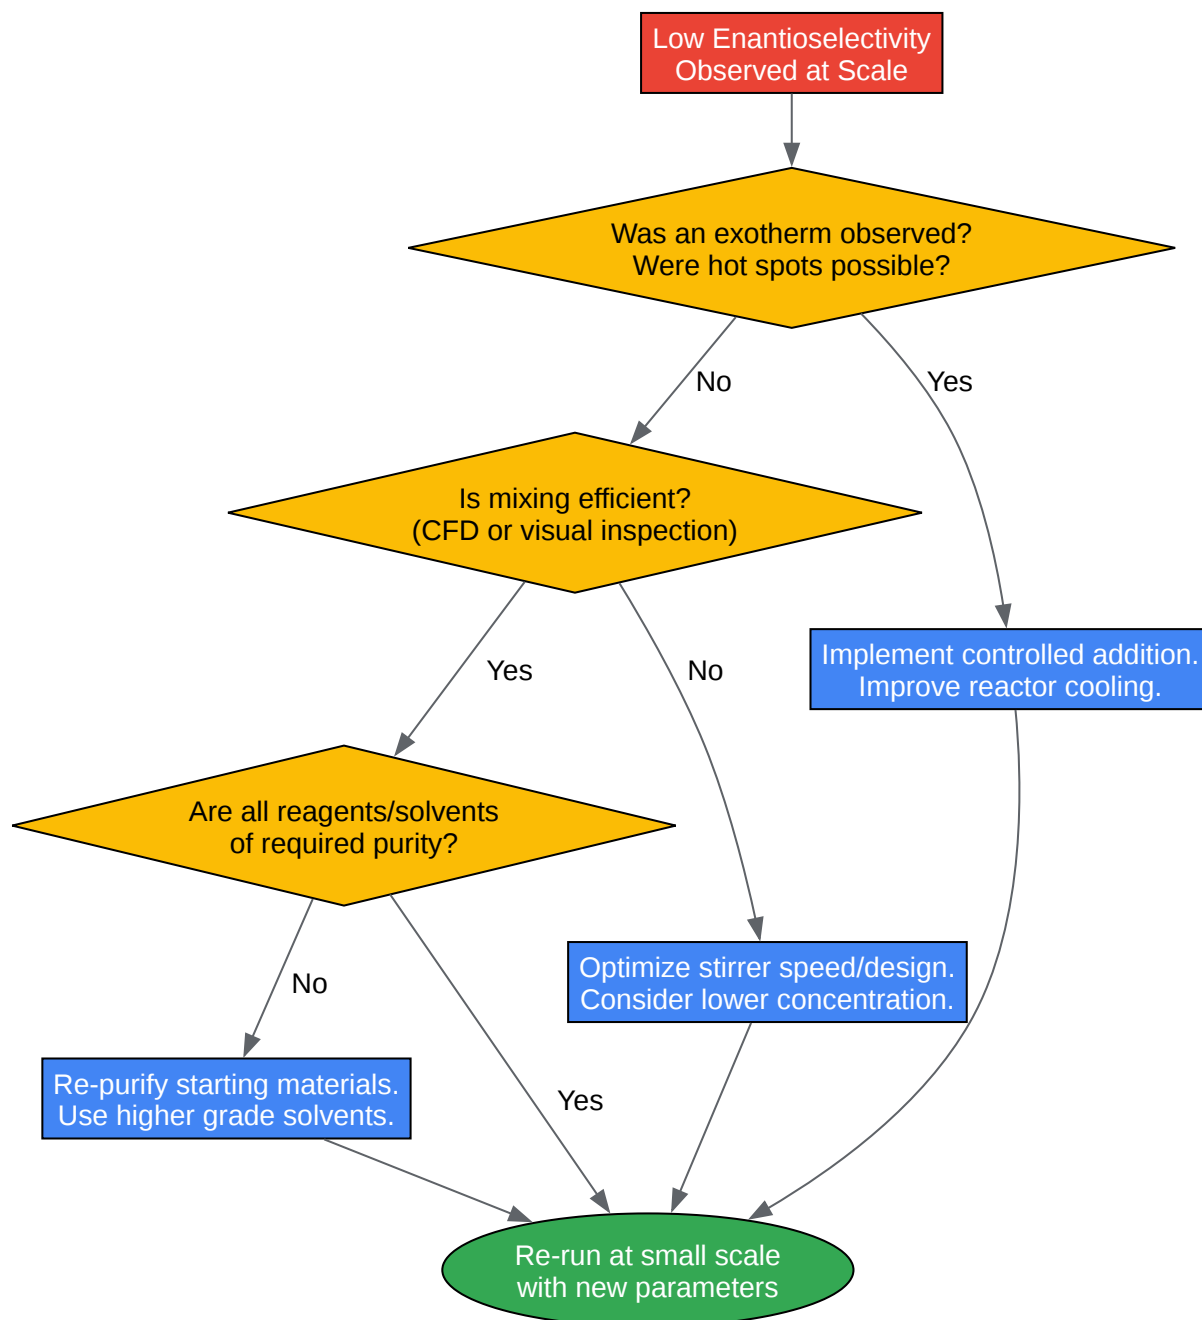 Low Enantioselectivity
Observed at Scale
Was an exotherm observed?
Were hot spots possible?
No
Yes
Is mixing efficient?
(CFD or visual inspection)
Yes
No
Implement controlled addition.
Improve reactor cooling.
Are all reagents/solvents
of required purity?
No
Optimize stirrer speed/design.
Consider lower concentration.
Re-purify starting materials.
Use higher grade solvents.
Yes
Re-run at small scale
with new parameters